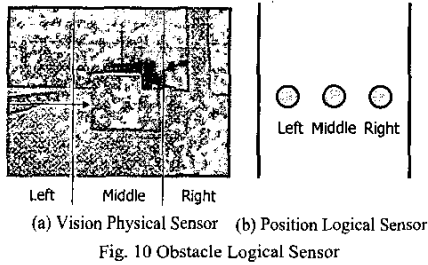 Left Middle Right
Left Middle Right
(a) Vision Physical Sensor (b) Position Logical Sensor
Fig. 10 Obstacle Logical Sensor